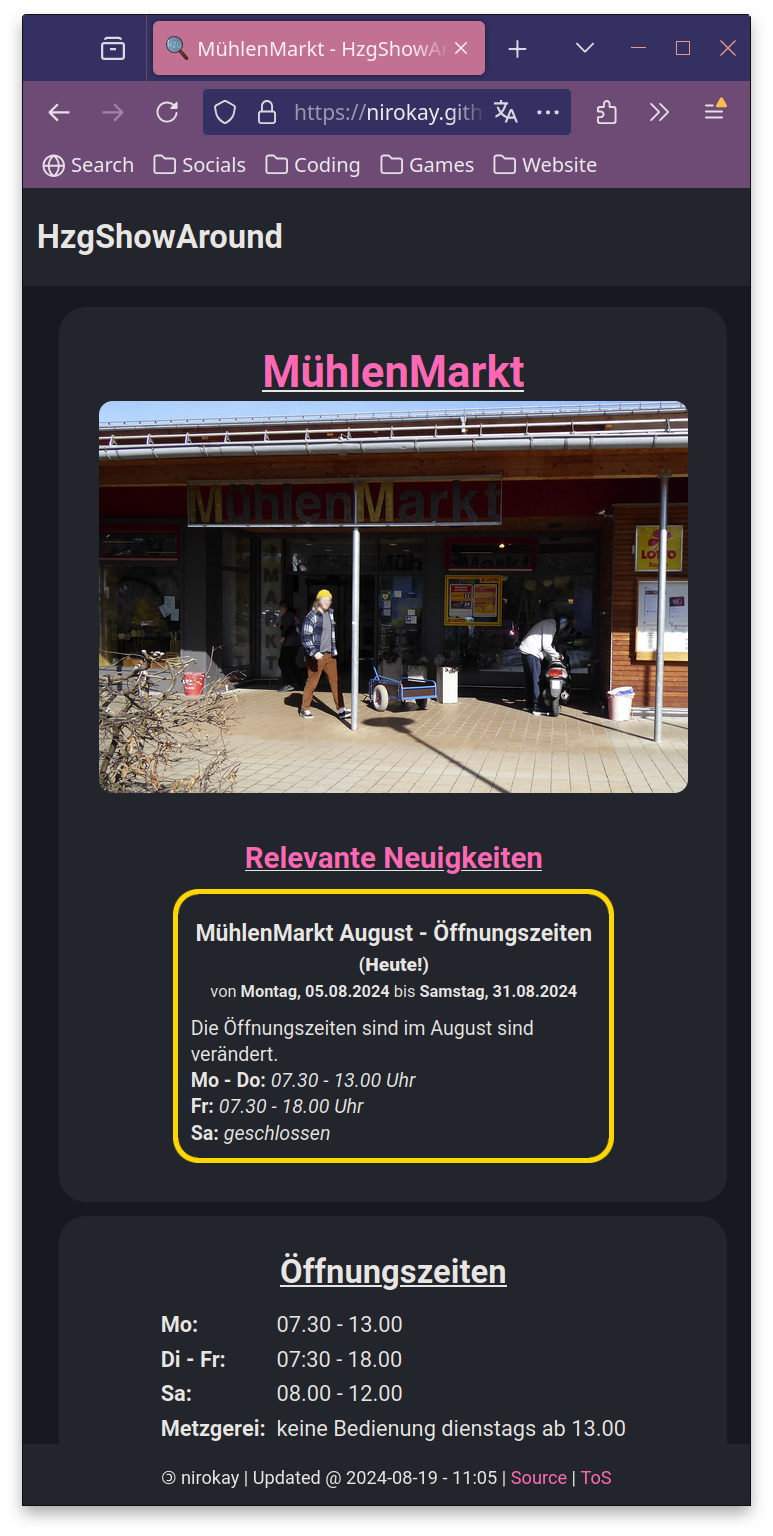 MühlenMarkt - HzgShowAr
https://nirokay.gith
Search
Socials
Coding
Games
Website
HzgShowAround
MühlenMarkt
MühlenMarkt
LOTTO
Relevante Neuigkeiten
MühlenMarkt August - Öffnungszeiten
(Heute!)
von Montag, 05.08.2024 bis Samstag, 31.08.2024
Die Öffnungszeiten sind im August sind
verändert.
Mo - Do: 07.30 - 13.00 Uhr
Fr: 07.30 - 18.00 Uhr
Sa: geschlossen
Öffnungszeiten
Mo: 07.30 - 13.00
Di - Fr: 07:30 - 18.00
Sa: 08.00 - 12.00
Metzgerei: keine Bedienung dienstags ab 13.00
🄯 nirokay | Updated @ 2024-08-19 - 11:05 | Source | ToS